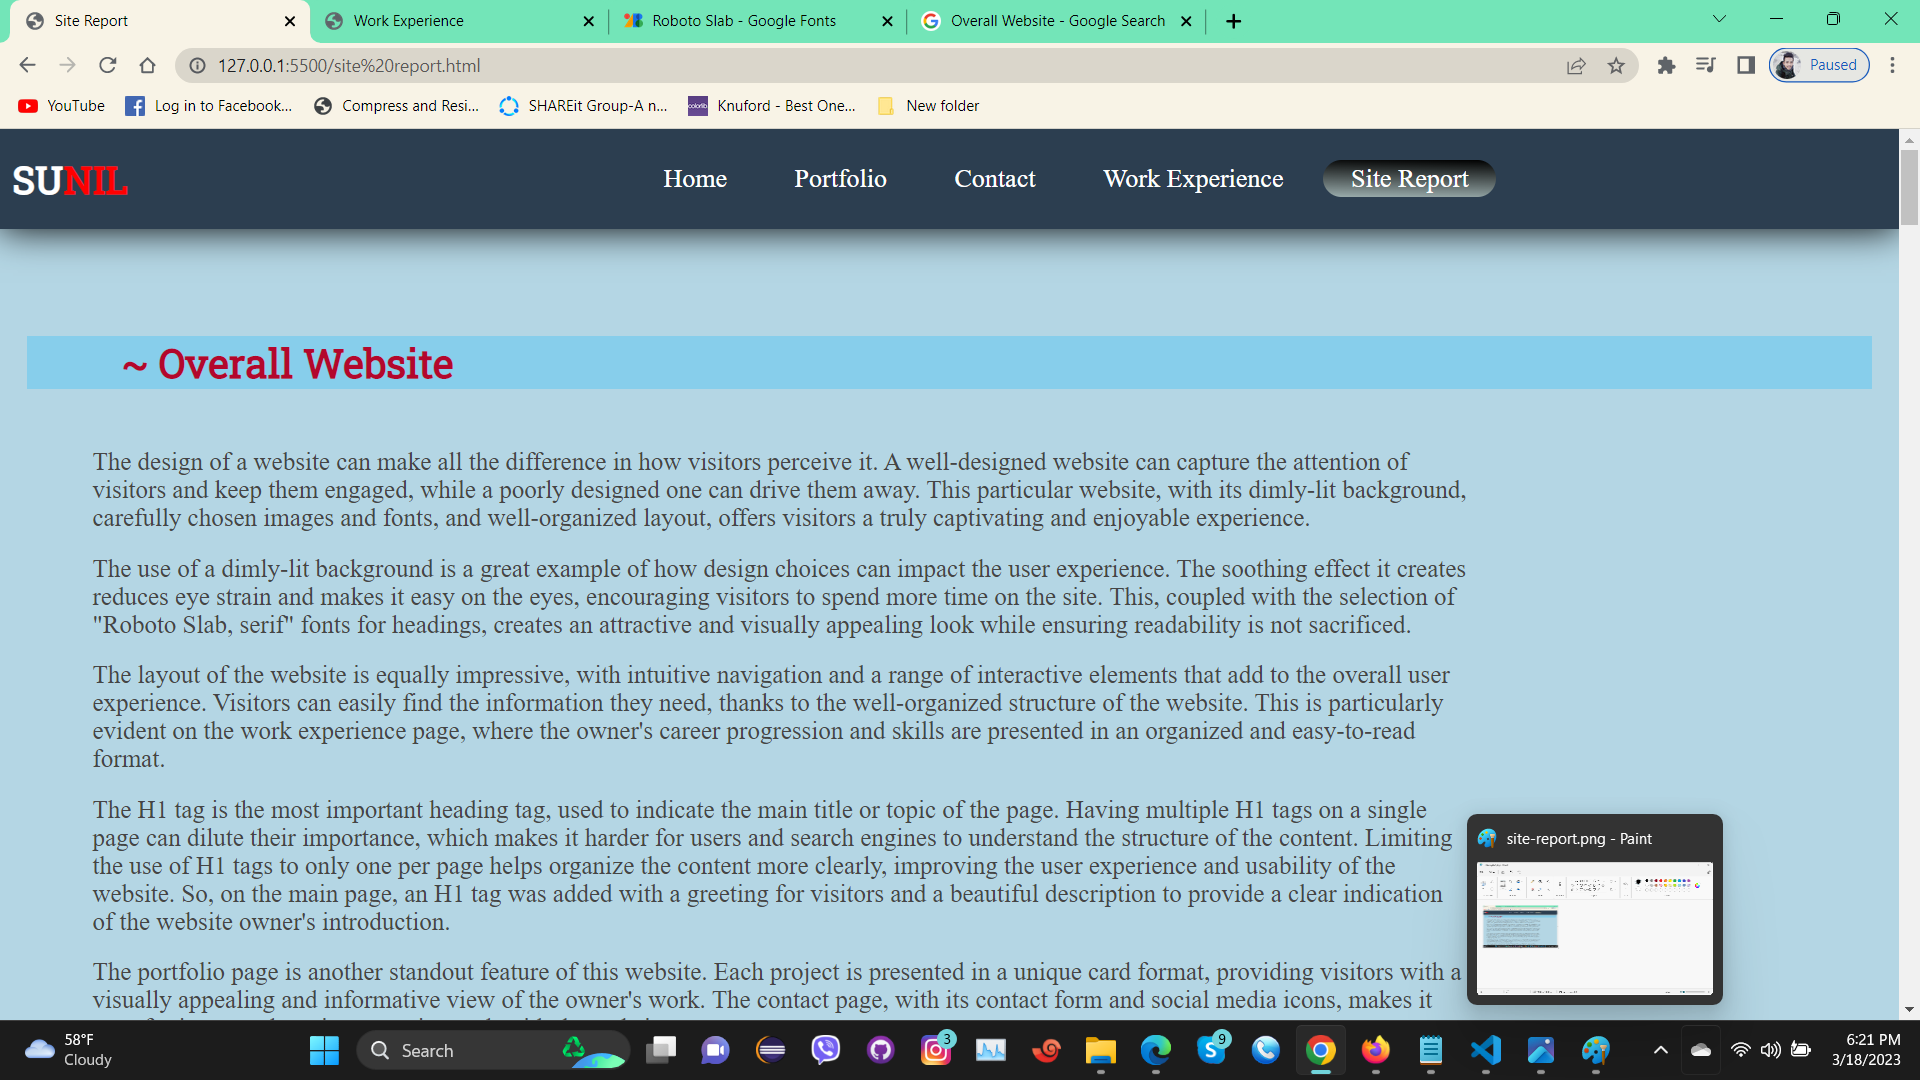 Site Report
Work Experience
Roboto Slab - Google Fonts
Overall Website - Google Search
127.0.0.1:5500/site%20report.html
Paused
YouTube
Log in to Facebook...
Compress and Resi...
SHAREit Group-A n...
Knuford - Best One...
New folder
SUNIL
Home
Portfolio
Contact
Work Experience
Site Report
~ Overall Website
The design of a website can make all the difference in how visitors perceive it. A well-designed website can capture the attention of
visitors and keep them engaged, while a poorly designed one can drive them away. This particular website, with its dimly-lit background,
carefully chosen images and fonts, and well-organized layout, offers visitors a truly captivating and enjoyable experience.
The use of a dimly-lit background is a great example of how design choices can impact the user experience. The soothing effect it creates
reduces eye strain and makes it easy on the eyes, encouraging visitors to spend more time on the site. This, coupled with the selection of
"Roboto Slab, serif" fonts for headings, creates an attractive and visually appealing look while ensuring readability is not sacrificed.
The layout of the website is equally impressive, with intuitive navigation and a range of interactive elements that add to the overall user
experience. Visitors can easily find the information they need, thanks to the well-organized structure of the website. This is particularly
evident on the work experience page, where the owner's career progression and skills are presented in an organized and easy-to-read
format.
The H1 tag is the most important heading tag, used to indicate the main title or topic of the page. Having multiple H1 tags on a single
page can dilute their importance, which makes it harder for users and search engines to understand the structure of the content. Limiting
the use of H1 tags to only one per page helps organize the content more clearly, improving the user experience and usability of the
website. So, on the main page, an H1 tag was added with a greeting for visitors and a beautiful description to provide a clear indication
of the website owner's introduction.
The portfolio page is another standout feature of this website. Each project is presented in a unique card format, providing visitors with a
visually appealing and informative view of the owner's work. The contact page, with its contact form and social media icons, makes it
site-report.png - Paint
58°F
Cloudy
Search
3
9
6:21 PM
3/18/2023